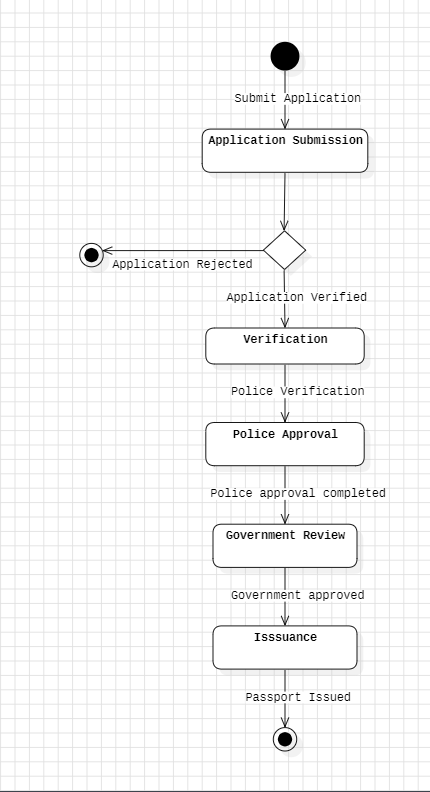 Submit Application
Application Submission
Application Rejected
Application Verified
Verification
Police Verification
Police Approval
Police approval completed
Government Review
Government approved
Isssuance
Passport Issued